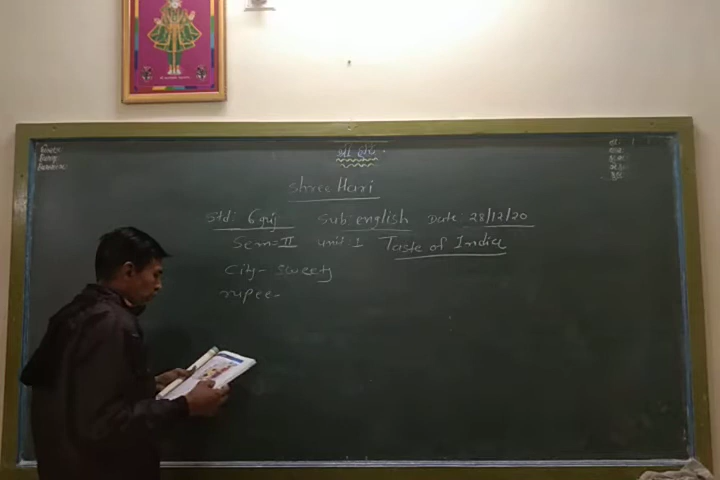 Shree Hari
Std: 6 guj Sub: english Date: 28/12/20
Sem=II unit 1 Taste of India
City- sweety
rupee-